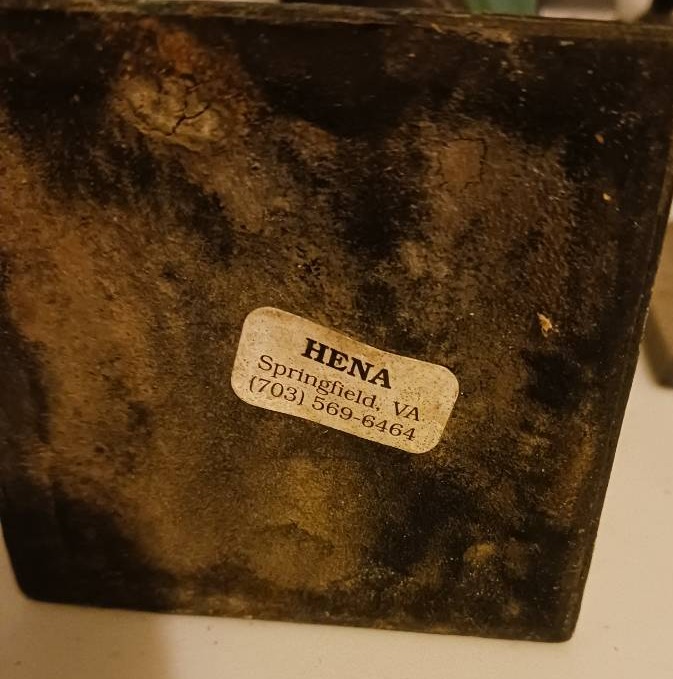 HENA
Springfield, VA
(703) 569-6464